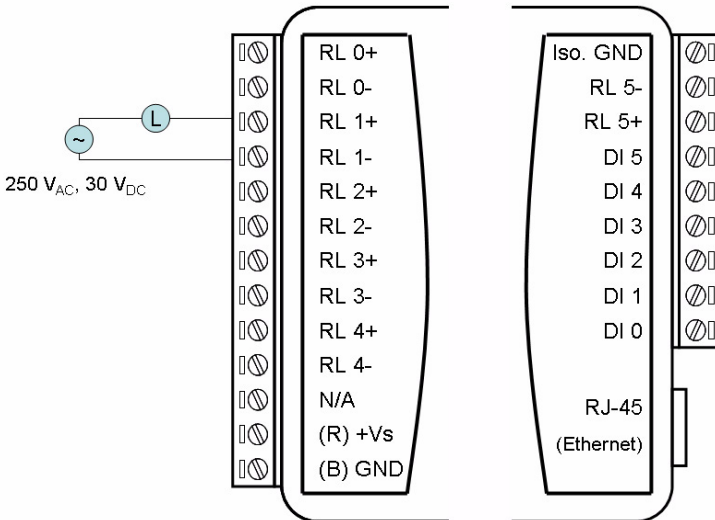 RL 0+
RL 0-
RL 1+
RL 1-
RL 2+
RL 2-
RL 3+
RL 3-
RL 4+
RL 4-
N/A
(R) +Vs
(B) GND
L
~
250 VAC, 30 VDC
Iso. GND
RL 5-
RL 5+
DI 5
DI 4
DI 3
DI 2
DI 1
DI 0
RJ-45
(Ethernet)